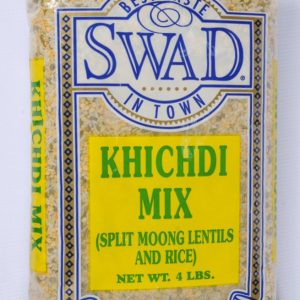 BEST TASTE
SWAD®
IN TOWN
KHICHDI
MIX
(SPLIT MOONG LENTILS
AND RICE)
NET WT. 4 LBS.
KHICHDI MIX